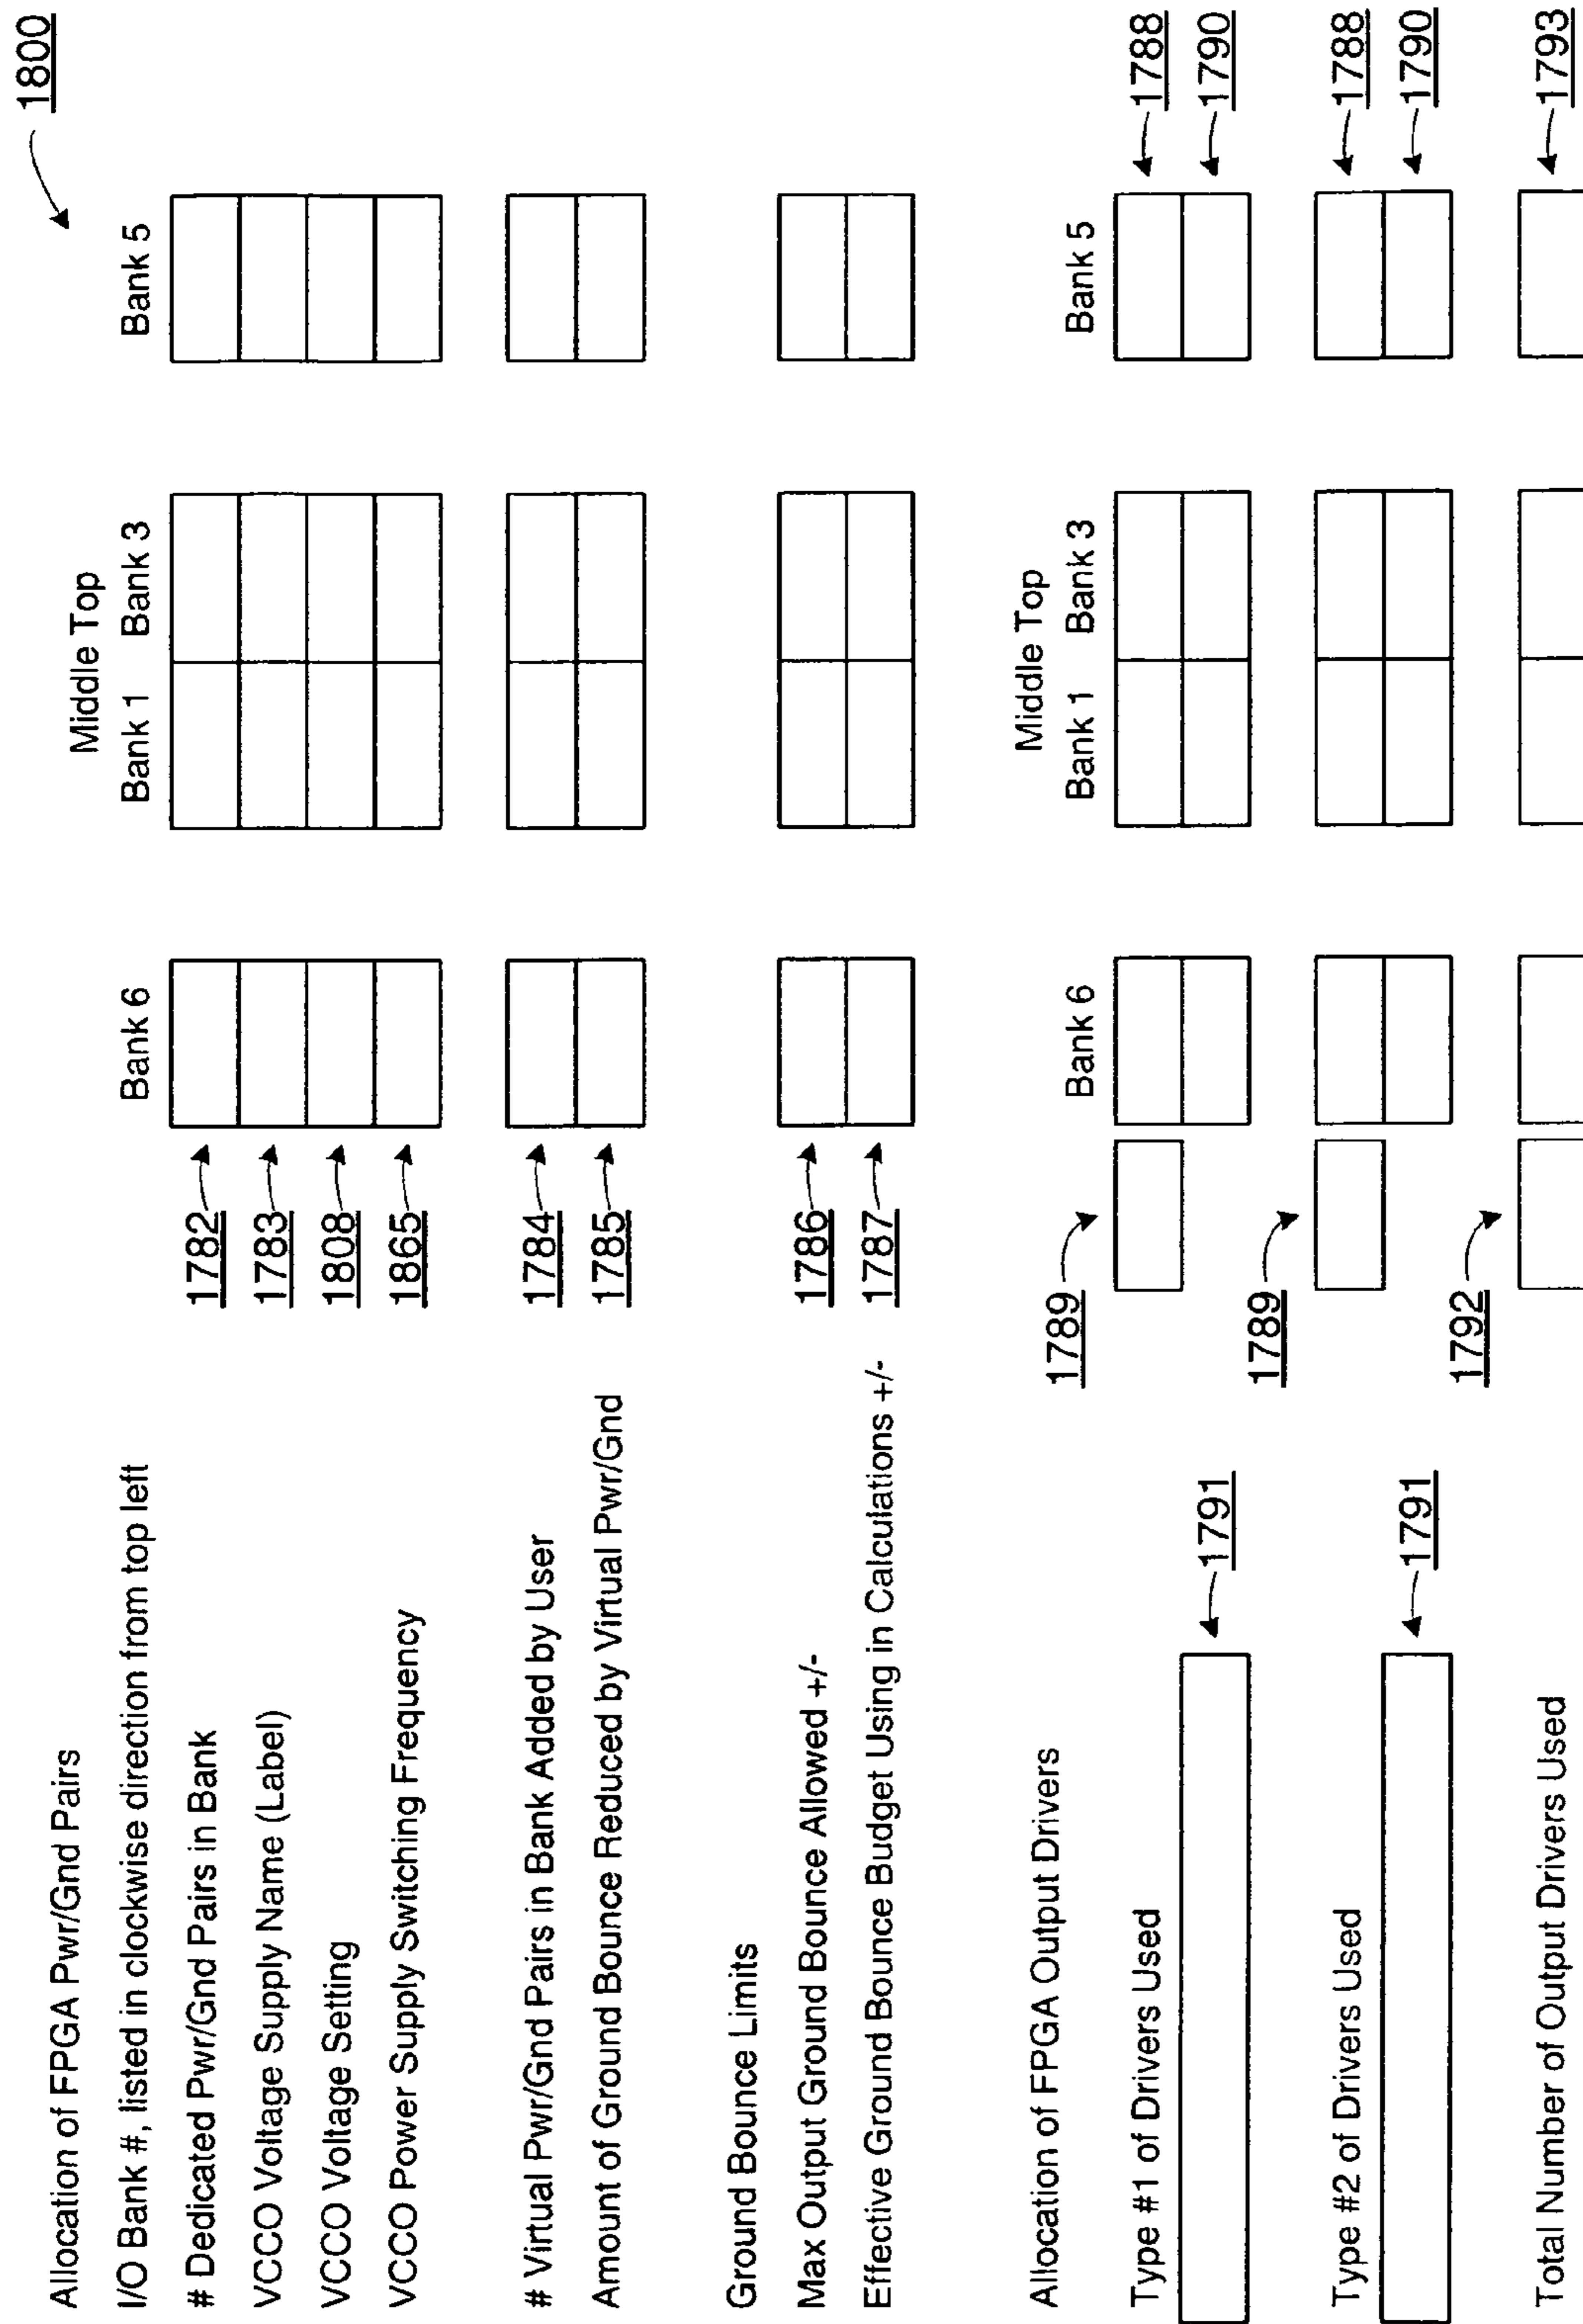 1800
Allocation of FPGA Pwr/Gnd Pairs
Middle Top
I/O Bank #, listed in clockwise direction from top left Bank 6 Bank 1 Bank 3 Bank 5
# Dedicated Pwr/Gnd Pairs in Bank 1782
VCCO Voltage Supply Name (Label) 1783
VCCO Voltage Setting 1808
VCCO Power Supply Switching Frequency 1865
# Virtual Pwr/Gnd Pairs in Bank Added by User 1784
Amount of Ground Bounce Reduced by Virtual Pwr/Gnd 1785
Ground Bounce Limits
Max Output Ground Bounce Allowed +/- 1786
Effective Ground Bounce Budget Using in Calculations +/- 1787
Middle Top
Allocation of FPGA Output Drivers 1789 Bank 6 Bank 1 Bank 3 Bank 5
Type #1 of Drivers Used 1788
1791 1790
1789
Type #2 of Drivers Used 1788
1791 1790
1792
Total Number of Output Drivers Used 1793